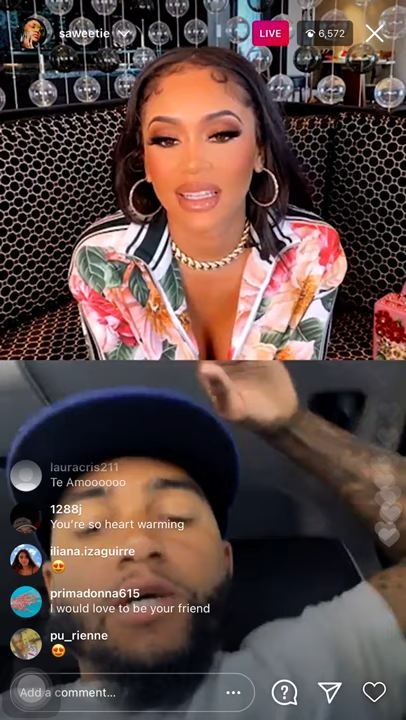 saweetie
LIVE
6,572
lauracris211
Te Amoooooo
1288j
You're so heart warming
iliana.izaguirre
😍
primadonna615
I would love to be your friend
pu_rienne
😍
Add a comment...